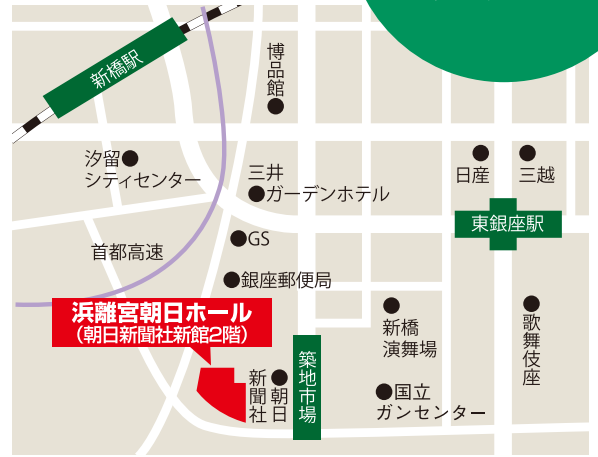 新橋駅
博品館
汐留
シティセンター
三井
ガーデンホテル
日産
三越
東銀座駅
首都高速
GS
銀座郵便局
浜離宮朝日ホール
(朝日新聞社新館2階)
新橋
演舞場
歌舞伎座
築地市場
朝日
新聞社
国立
ガンセンター